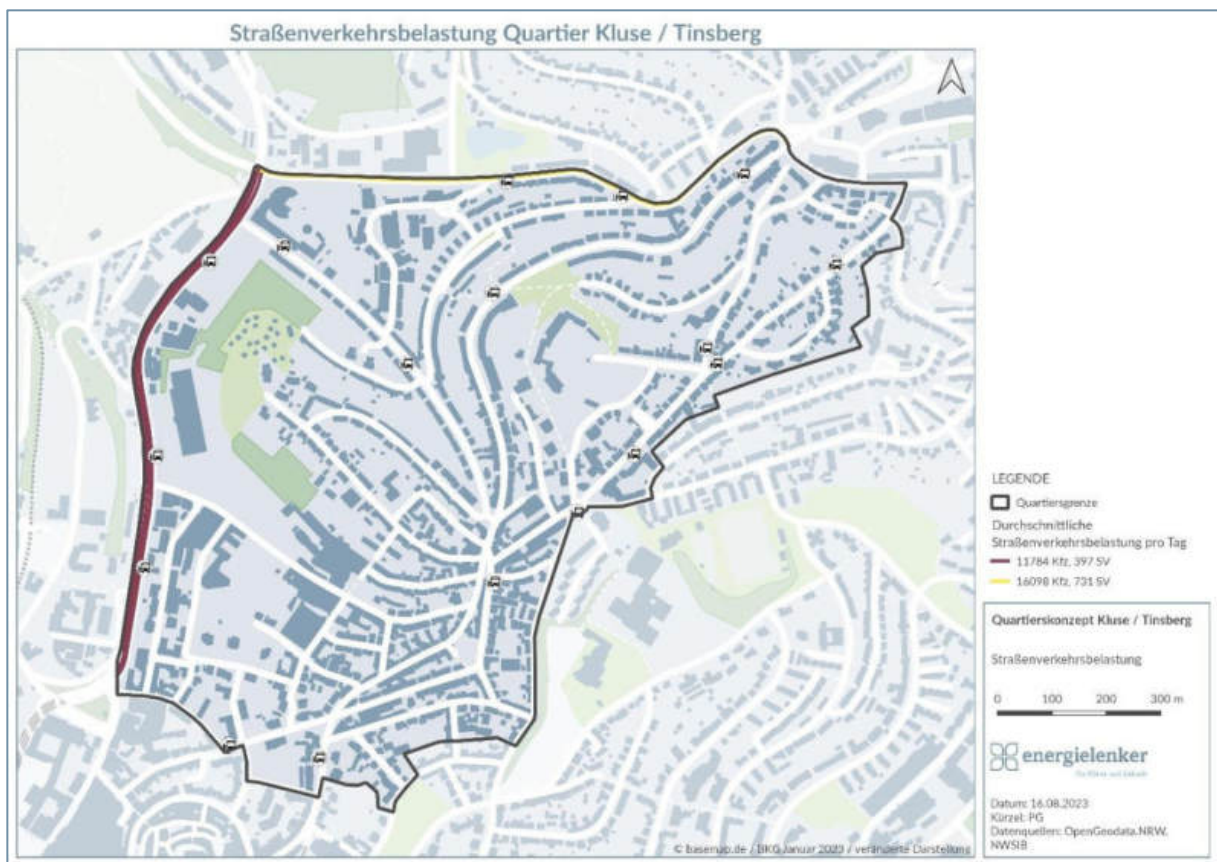 Straßenverkehrsbelastung Quartier Kluse / Tinsberg
LEGENDE
Quartiersgrenze
Durchschnittliche
Straßenverkehrsbelastung pro Tag
11784 Kfz, 397 SV
16098 Kfz, 731 SV
Quartierskonzept Kluse / Tinsberg
Straßenverkehrsbelastung
0 100 200 300 m
energielenker
Datum: 16.08.2023
Kürzel: PG
Datenquellen: OpenGeodata.NRW,
NWSIB
© basemap.de / BKG Januar 2023 / veränderte Darstellung